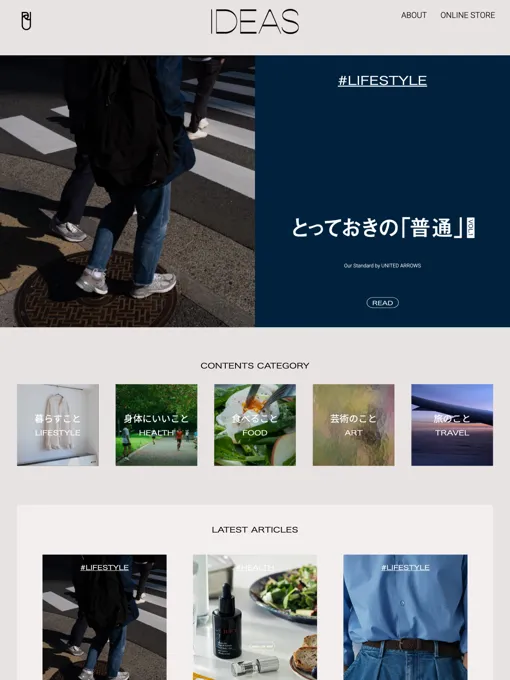 IDEAS
ABOUT
ONLINE STORE
#LIFESTYLE
とっておきの「普通」
Our Standard by UNITED ARROWS
READ
CONTENTS CATEGORY
暮らすこと
LIFESTYLE
身体にいいこと
HEALTH
食べること
FOOD
芸術のこと
ART
旅のこと
TRAVEL
LATEST ARTICLES
#LIFESTYLE
#HEALTH
#LIFESTYLE